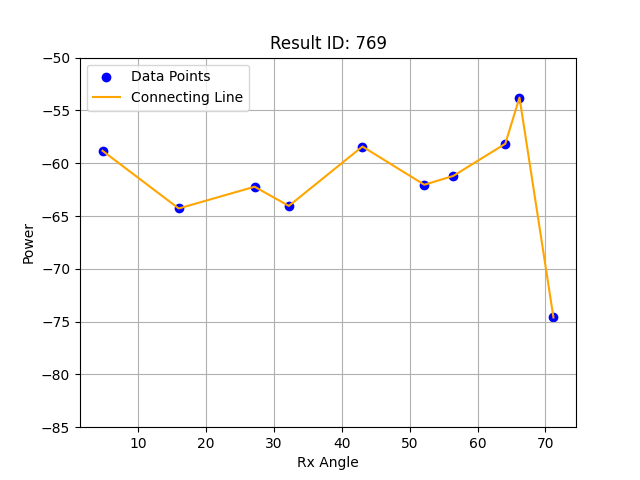 Result ID: 769
Data Points
Connecting Line
Power
−50
−55
−60
−65
−70
−75
−80
−85
10 20 30 40 50 60 70
Rx Angle